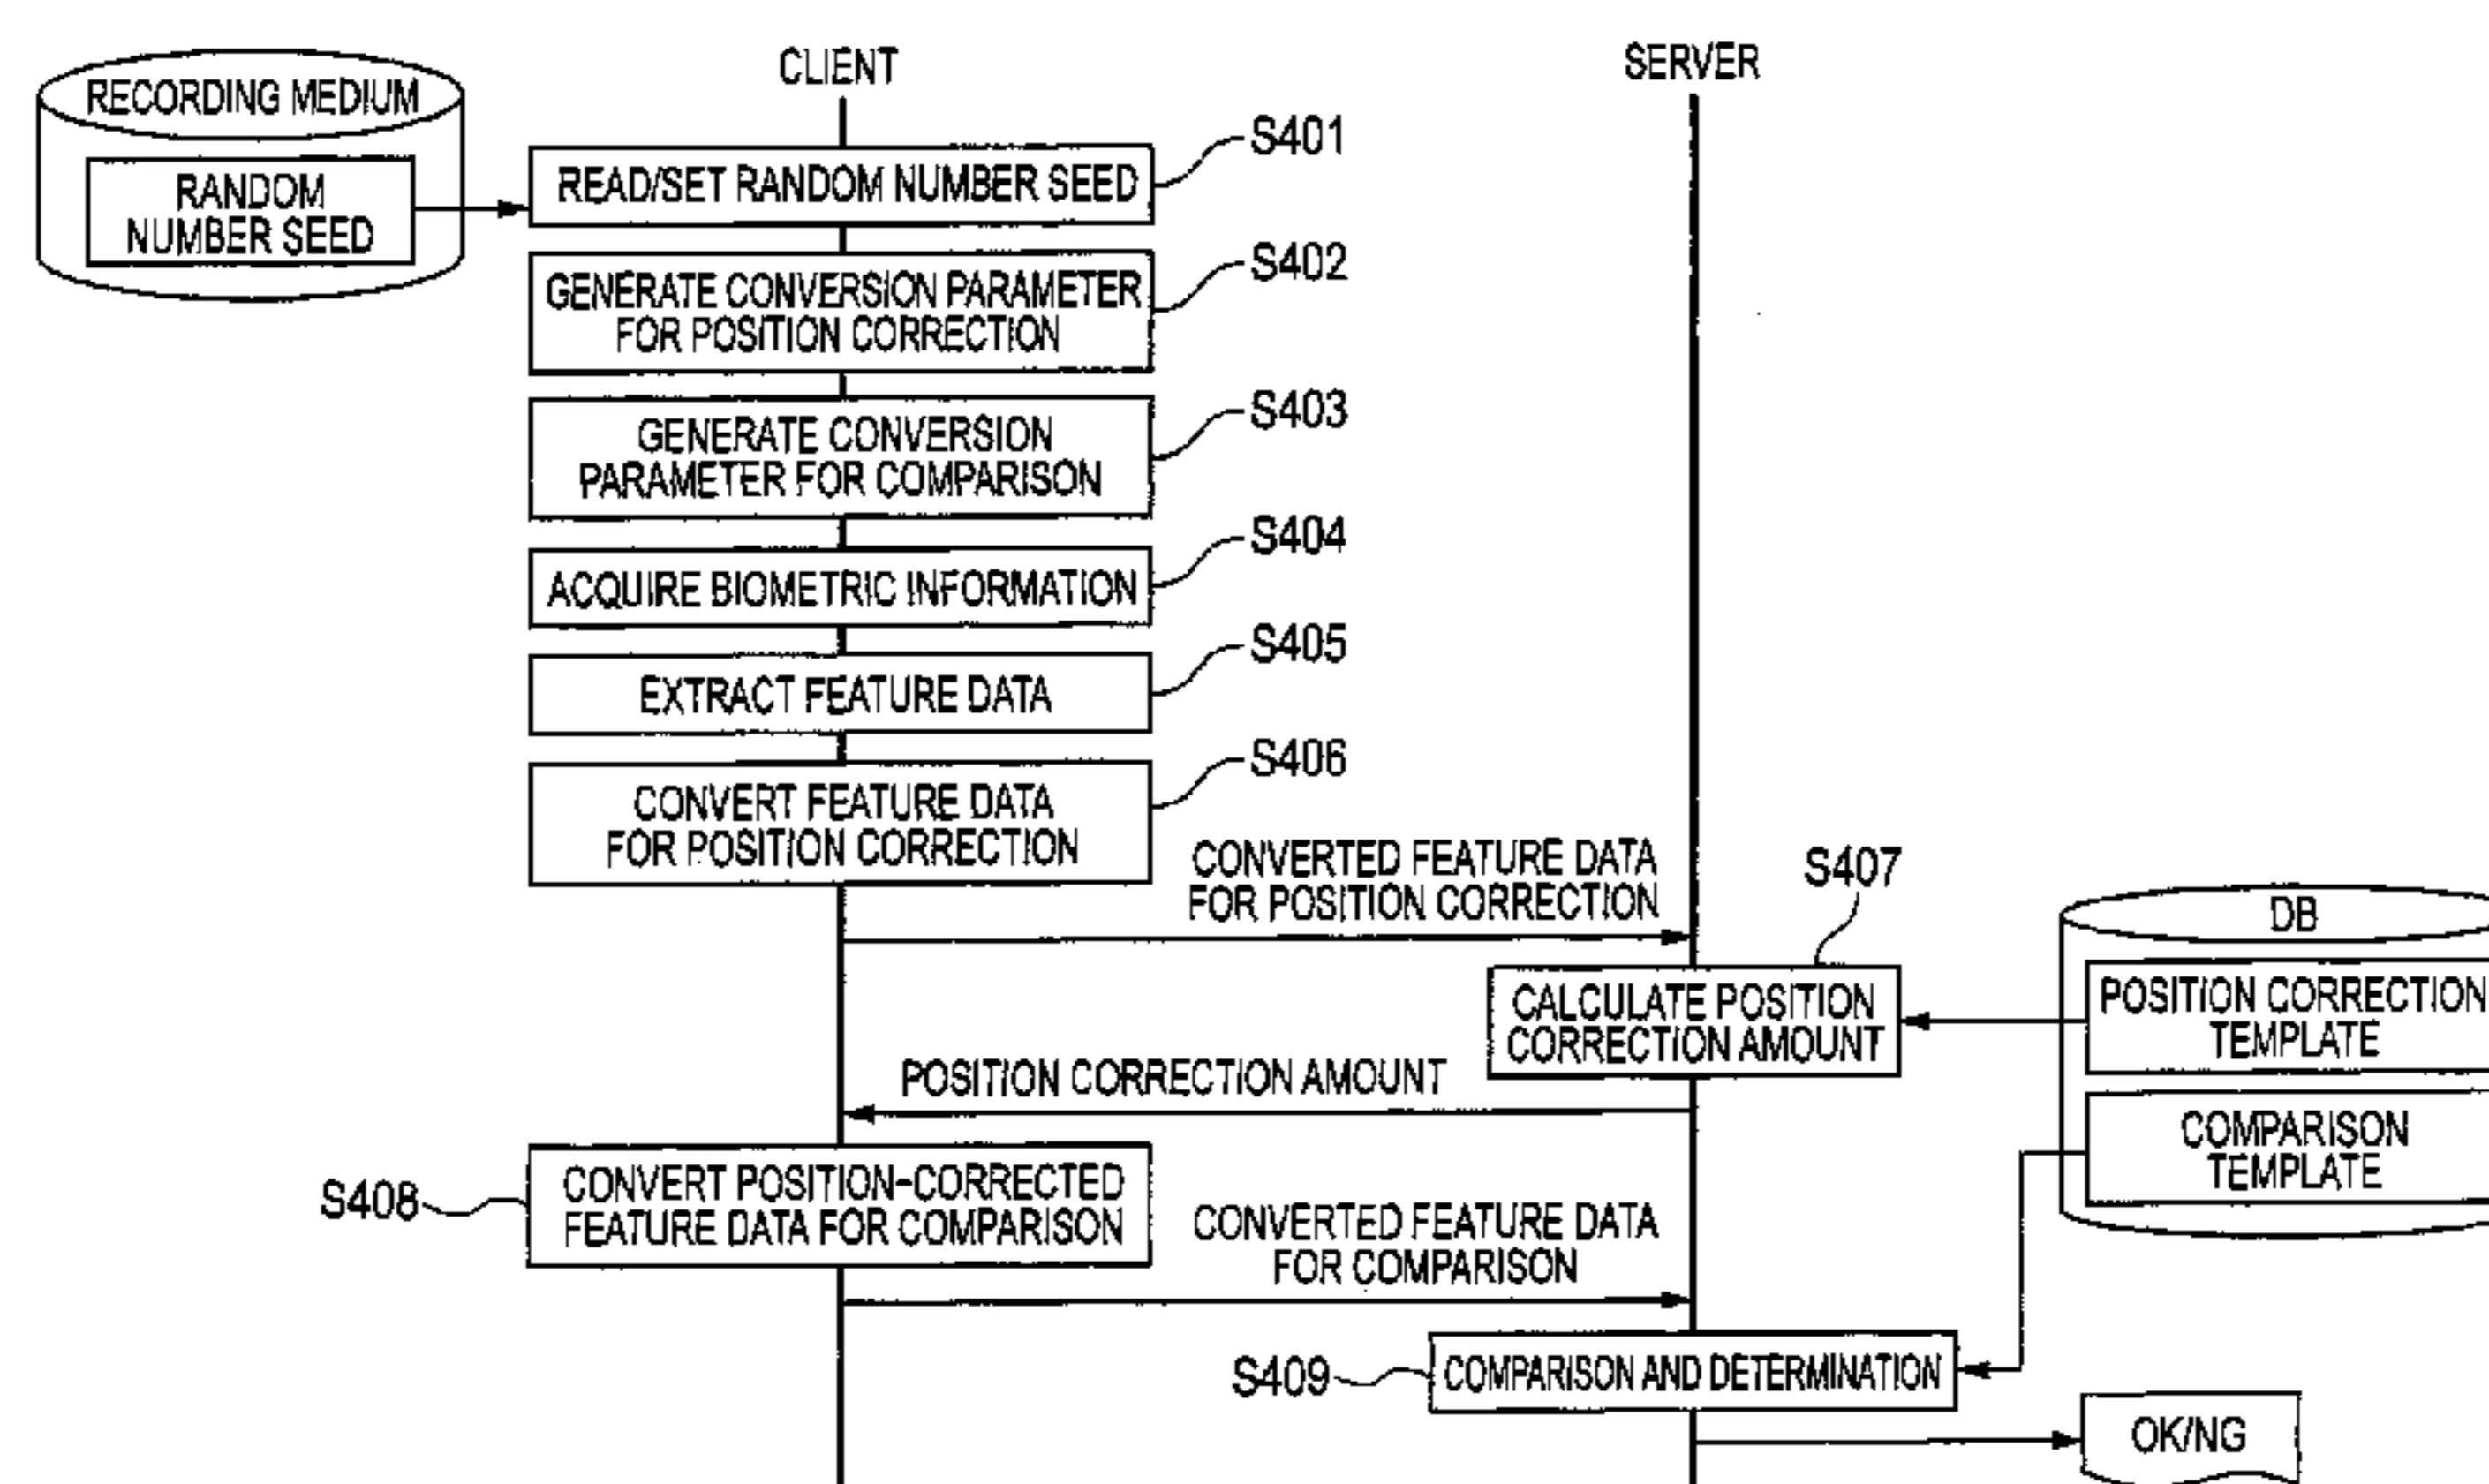 CLIENT
SERVER
RECORDING MEDIUM
RANDOM
NUMBER SEED
READ/SET RANDOM NUMBER SEED
S401
GENERATE CONVERSION PARAMETER
FOR POSITION CORRECTION
S402
GENERATE CONVERSION
PARAMETER FOR COMPARISON
S403
ACQUIRE BIOMETRIC INFORMATION
S404
EXTRACT FEATURE DATA
S405
CONVERT FEATURE DATA
FOR POSITION CORRECTION
S406
CONVERTED FEATURE DATA
FOR POSITION CORRECTION
S407
CALCULATE POSITION
CORRECTION AMOUNT
DB
POSITION CORRECTION
TEMPLATE
COMPARISON
TEMPLATE
POSITION CORRECTION AMOUNT
S408
CONVERT POSITION-CORRECTED
FEATURE DATA FOR COMPARISON
CONVERTED FEATURE DATA
FOR COMPARISON
S409
COMPARISON AND DETERMINATION
OK/NG